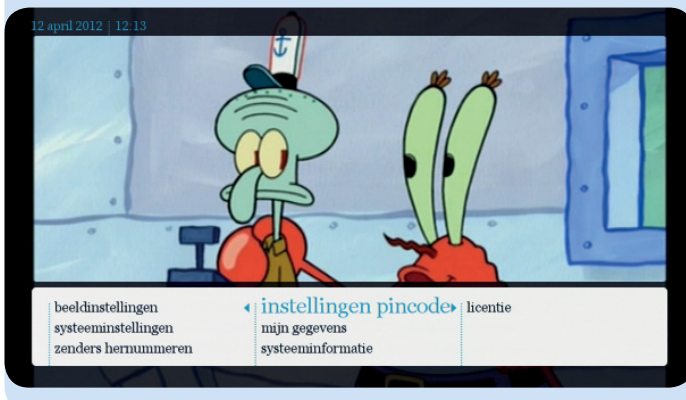 12 april 2012 | 12:13
beeldinstellingen
systeeminstellingen
zenders hernummeren
instellingen pincode
mijn gegevens
systeeminformatie
licentie